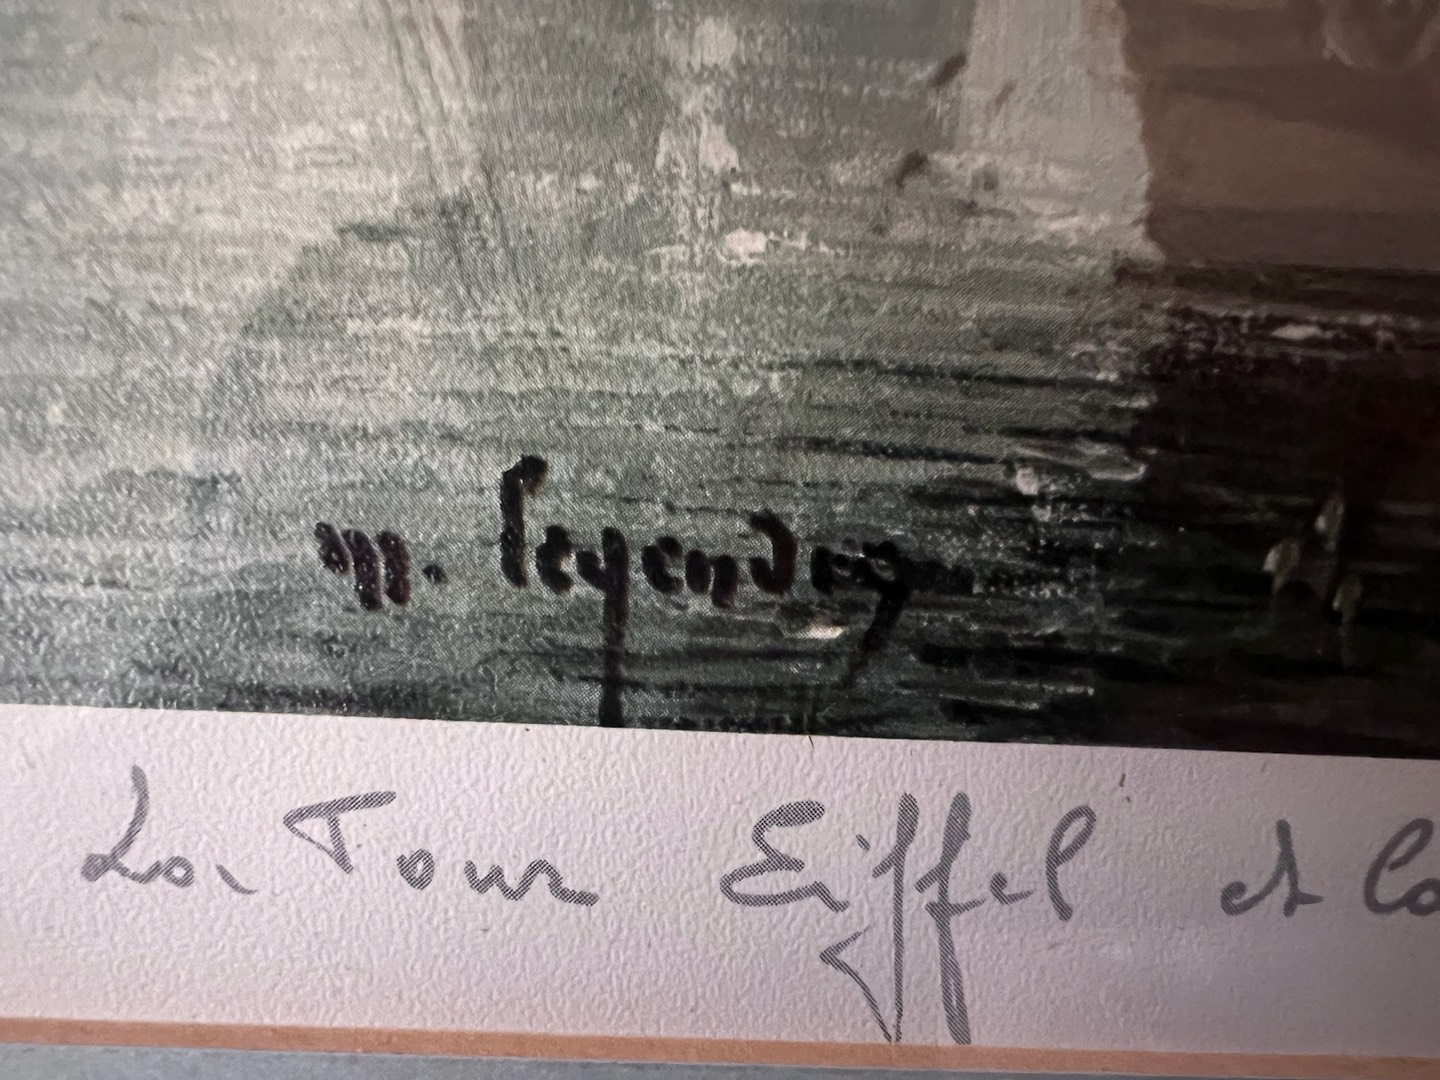 m. legendre
La Tour Eiffel et la